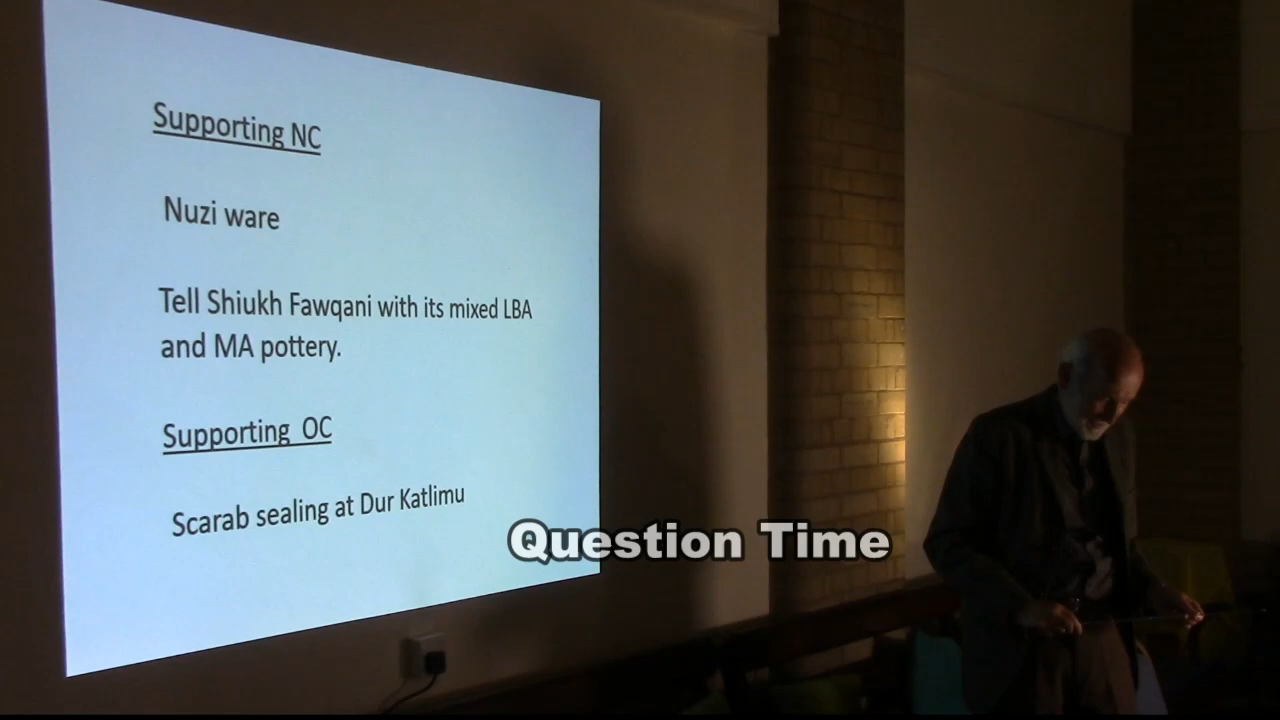 Supporting NC
Nuzi ware
Tell Shiukh Fawqani with its mixed LBA
and MA pottery.
Supporting OC
Scarab sealing at Dur Katlimu
Question Time